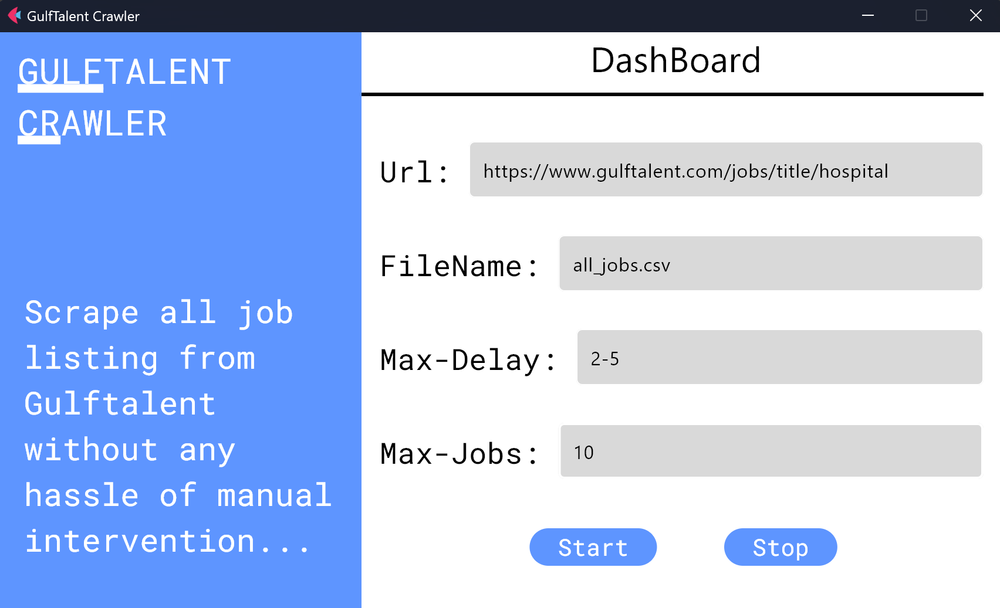 GulfTalent Crawler
GULFTALENT
CRAWLER
Scrape all job
listing from
Gulftalent
without any
hassle of manual
intervention...
DashBoard
Url: https://www.gulftalent.com/jobs/title/hospital
FileName: all_jobs.csv
Max-Delay: 2-5
Max-Jobs: 10
Start Stop